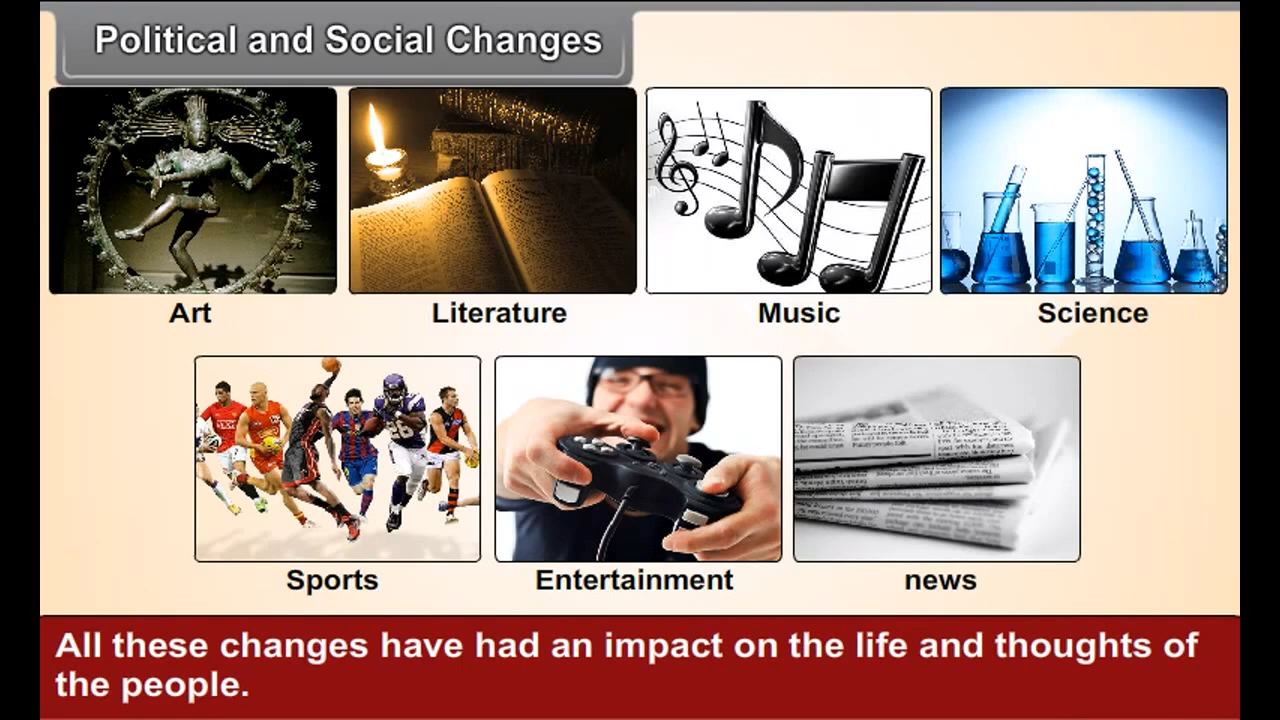 Political and Social Changes
Art
Literature
Music
Science
Sports
Entertainment
news
All these changes have had an impact on the life and thoughts of
the people.